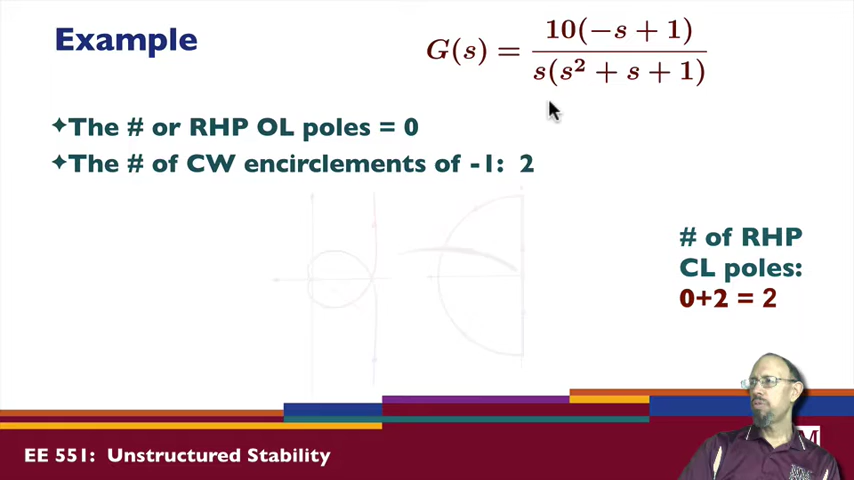 Example
G(s) = 10(−s + 1) / s(s² + s + 1)
✦The # or RHP OL poles = 0
✦The # of CW encirclements of -1: 2
# of RHP
CL poles:
0+2 = 2
EE 551: Unstructured Stability